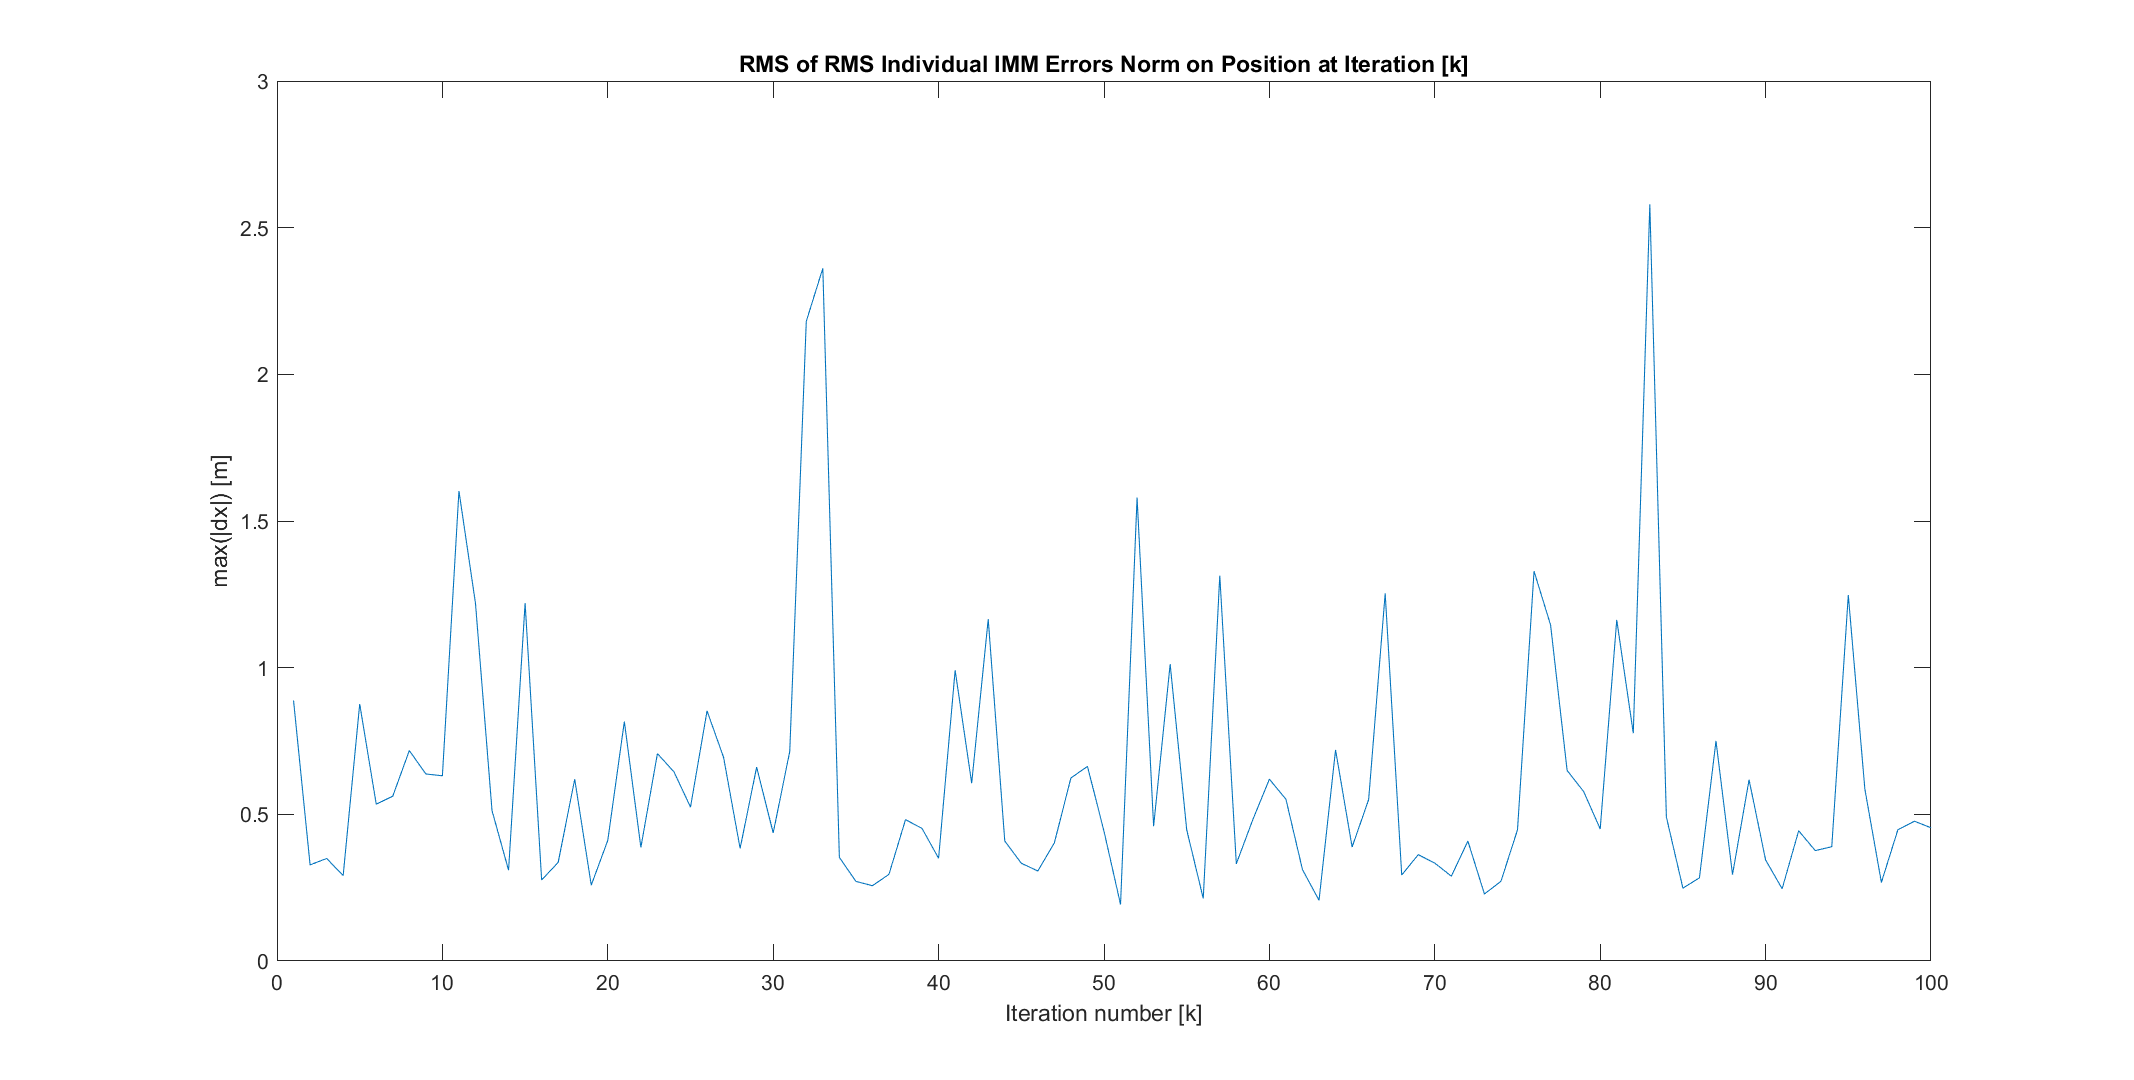 RMS of RMS Individual IMM Errors Norm on Position at Iteration [k]
3
2.5
2
1.5
1
0.5
0
max(|dx|) [m]
0 10 20 30 40 50 60 70 80 90 100
Iteration number [k]